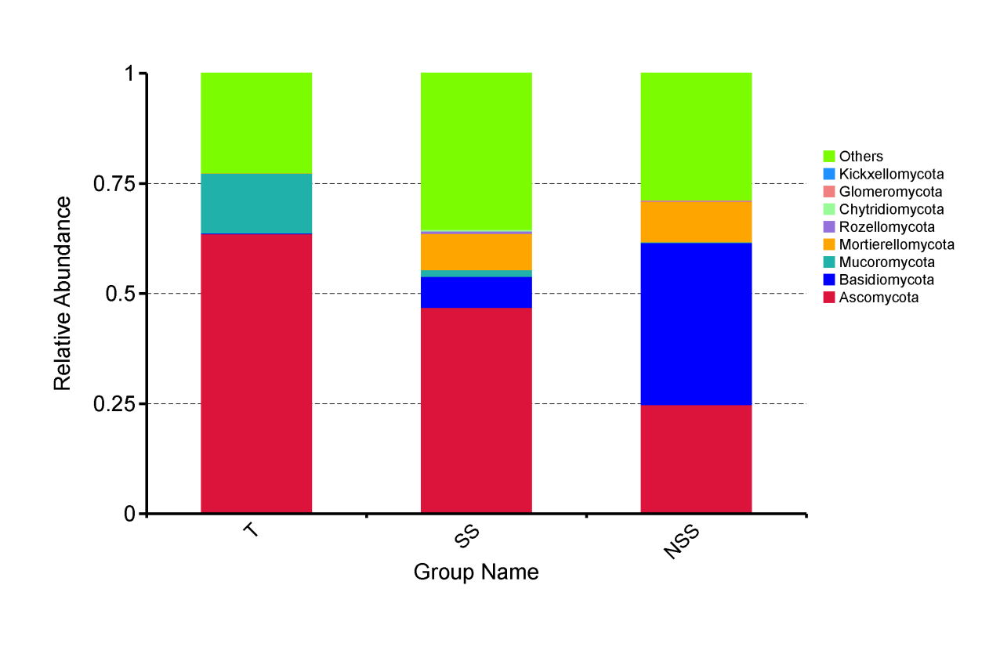 1
0.75
0.5
0.25
0
Relative Abundance
T
SS
NSS
Group Name
Others
Kickxellomycota
Glomeromycota
Chytridiomycota
Rozellomycota
Mortierellomycota
Mucoromycota
Basidiomycota
Ascomycota